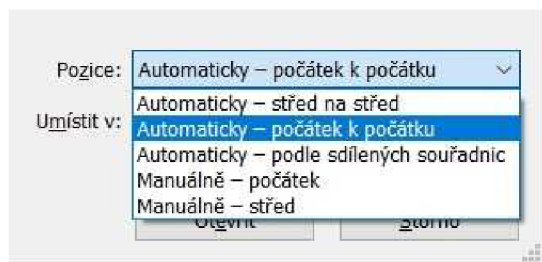 Pozice: Automaticky – počátek k počátku
Automaticky – střed na střed
Umístit v: Automaticky – počátek k počátku
Automaticky – podle sdílených souřadnic
Manuálně – počátek
Manuálně – střed
Otevřít Storno